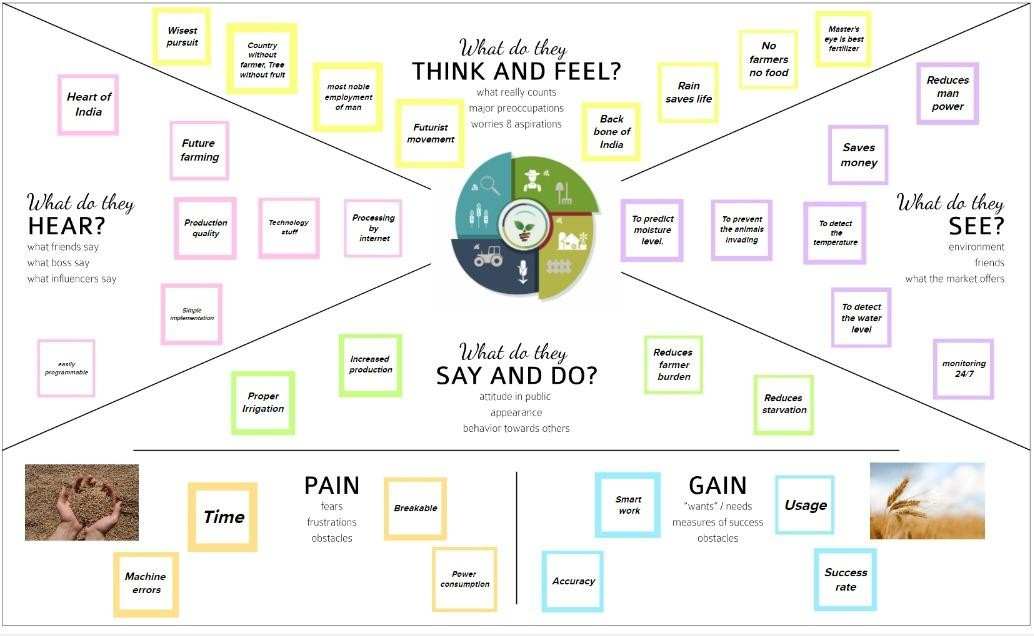 What do they
THINK AND FEEL?
what really counts
major preoccupations
worries 8 aspirations
Wisest
pursuit
Country
without
farmer, Tree
without fruit
most noble
employment
of man
Futurist
movement
Back
bone of
India
Rain
saves life
No
farmers
no food
Master's
eye is best
fertilizer
What do they
HEAR?
what friends say
what boss say
what influencers say
Heart of
India
Future
farming
Production
quality
Technology
stuff
Processing
by
internet
Simple
implementation
easily
programmable
What do they
SEE?
environment
friends
what the market offers
Reduces
man
power
Saves
money
To predict
moisture
level.
To prevent
the animals
invading
To detect
the
temperature
To detect
the water
level
monitoring
24/7
What do they
SAY AND DO?
attitude in public
appearance
behavior towards others
Increased
production
Proper
Irrigation
Reduces
farmer
burden
Reduces
starvation
PAIN
fears
frustrations
obstacles
Time
Breakable
Machine
errors
Power
consumption
GAIN
"wants" / needs
measures of success
obstacles
Smart
work
Usage
Accuracy
Success
rate